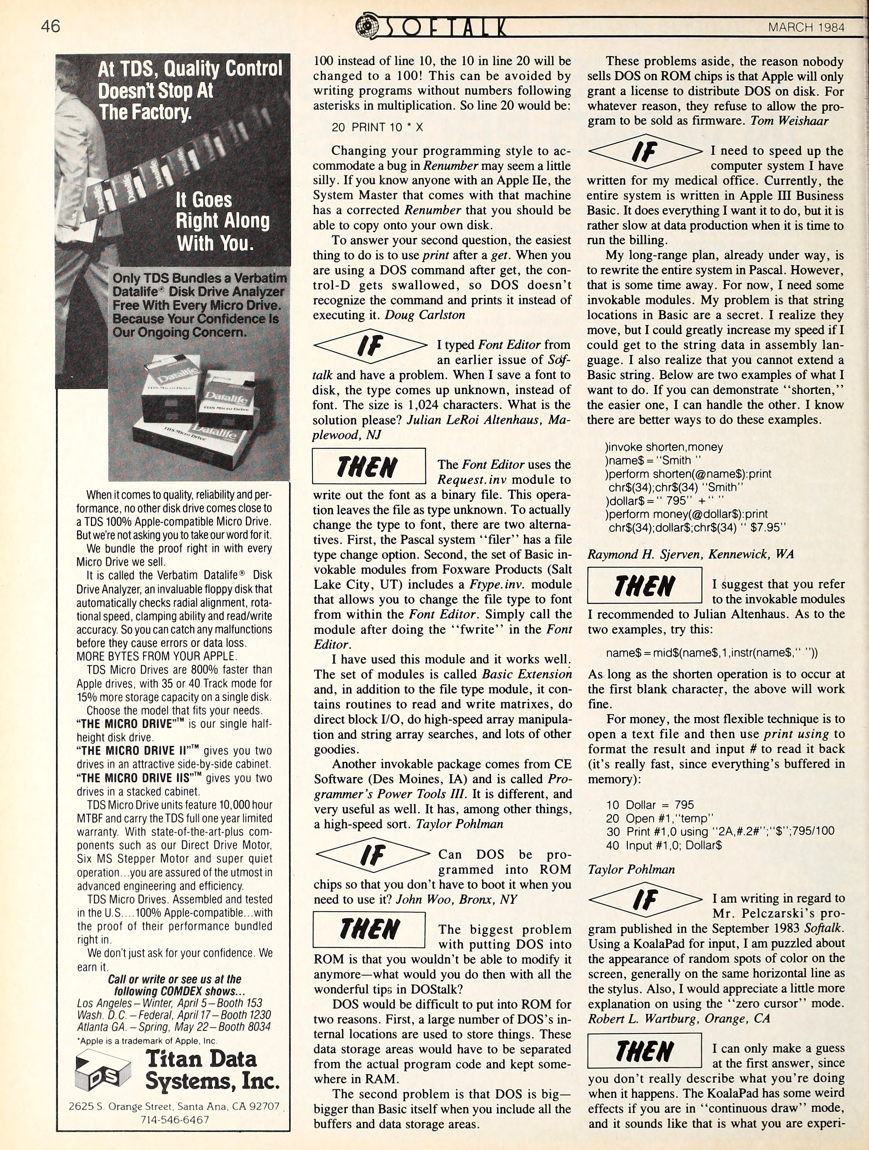 46
SOFTALK
MARCH 1984
At TDS, Quality Control
Doesn't Stop At
The Factory.
It Goes
Right Along
With You.
Only TDS Bundles a Verbatim
Datalife® Disk Drive Analyzer
Free With Every Micro Drive.
Because Your Confidence Is
Our Ongoing Concern.
Datalife
Datalife
TDS Micro Drive
Datalife
TDS Micro Drive
When it comes to quality, reliability and per-
formance, no other disk drive comes close to
a TDS 100% Apple-compatible Micro Drive.
But we're not asking you to take our word for it.
We bundle the proof right in with every
Micro Drive we sell.
It is called the Verbatim Datalife® Disk
Drive Analyzer, an invaluable floppy disk that
automatically checks radial alignment, rota-
tional speed, clamping ability and read/write
accuracy. So you can catch any malfunctions
before they cause errors or data loss.
MORE BYTES FROM YOUR APPLE.
TDS Micro Drives are 800% faster than
Apple drives, with 35 or 40 Track mode for
15% more storage capacity on a single disk.
Choose the model that fits your needs.
"THE MICRO DRIVE"™ is our single half-
height disk drive.
"THE MICRO DRIVE II"™ gives you two
drives in an attractive side-by-side cabinet.
"THE MICRO DRIVE IIS"™ gives you two
drives in a stacked cabinet.
TDS Micro Drive units feature 10,000 hour
MTBF and carry the TDS full one year limited
warranty. With state-of-the-art-plus com-
ponents such as our Direct Drive Motor,
Six MS Stepper Motor and super quiet
operation...you are assured of the utmost in
advanced engineering and efficiency.
TDS Micro Drives. Assembled and tested
in the U.S....100% Apple-compatible...with
the proof of their performance bundled
right in.
We don't just ask for your confidence. We
earn it.
Call or write or see us at the
following COMDEX shows...
Los Angeles – Winter, April 5 – Booth 153
Wash. D.C. – Federal, April 17 – Booth 1230
Atlanta GA. – Spring, May 22 – Booth 8034
*Apple is a trademark of Apple, Inc.
DS
Titan Data
Systems, Inc.
2625 S. Orange Street, Santa Ana, CA 92707
714-546-6467
100 instead of line 10, the 10 in line 20 will be
changed to a 100! This can be avoided by
writing programs without numbers following
asterisks in multiplication. So line 20 would be:
20 PRINT 10 * X
Changing your programming style to ac-
commodate a bug in Renumber may seem a little
silly. If you know anyone with an Apple IIe, the
System Master that comes with that machine
has a corrected Renumber that you should be
able to copy onto your own disk.
To answer your second question, the easiest
thing to do is to use print after a get. When you
are using a DOS command after get, the con-
trol-D gets swallowed, so DOS doesn't
recognize the command and prints it instead of
executing it. Doug Carlston
IF I typed Font Editor from
an earlier issue of Sof-
talk and have a problem. When I save a font to
disk, the type comes up unknown, instead of
font. The size is 1,024 characters. What is the
solution please? Julian LeRoi Altenhaus, Ma-
plewood, NJ
THEN The Font Editor uses the
Request.inv module to
write out the font as a binary file. This opera-
tion leaves the file as type unknown. To actually
change the type to font, there are two alterna-
tives. First, the Pascal system "filer" has a file
type change option. Second, the set of Basic in-
vokable modules from Foxware Products (Salt
Lake City, UT) includes a Ftype.inv. module
that allows you to change the file type to font
from within the Font Editor. Simply call the
module after doing the "fwrite" in the Font
Editor.
I have used this module and it works well.
The set of modules is called Basic Extension
and, in addition to the file type module, it con-
tains routines to read and write matrixes, do
direct block I/O, do high-speed array manipula-
tion and string array searches, and lots of other
goodies.
Another invokable package comes from CE
Software (Des Moines, IA) and is called Pro-
grammer's Power Tools III. It is different, and
very useful as well. It has, among other things,
a high-speed sort. Taylor Pohlman
IF Can DOS be pro-
grammed into ROM
chips so that you don't have to boot it when you
need to use it? John Woo, Bronx, NY
THEN The biggest problem
with putting DOS into
ROM is that you wouldn't be able to modify it
anymore—what would you do then with all the
wonderful tips in DOStalk?
DOS would be difficult to put into ROM for
two reasons. First, a large number of DOS's in-
ternal locations are used to store things. These
data storage areas would have to be separated
from the actual program code and kept some-
where in RAM.
The second problem is that DOS is big—
bigger than Basic itself when you include all the
buffers and data storage areas.
These problems aside, the reason nobody
sells DOS on ROM chips is that Apple will only
grant a license to distribute DOS on disk. For
whatever reason, they refuse to allow the pro-
gram to be sold as firmware. Tom Weishaar
IF I need to speed up the
computer system I have
written for my medical office. Currently, the
entire system is written in Apple III Business
Basic. It does everything I want it to do, but it is
rather slow at data production when it is time to
run the billing.
My long-range plan, already under way, is
to rewrite the entire system in Pascal. However,
that is some time away. For now, I need some
invokable modules. My problem is that string
locations in Basic are a secret. I realize they
move, but I could greatly increase my speed if I
could get to the string data in assembly lan-
guage. I also realize that you cannot extend a
Basic string. Below are two examples of what I
want to do. If you can demonstrate "shorten,"
the easier one, I can handle the other. I know
there are better ways to do these examples.
)invoke shorten,money
)name$ = "Smith "
)perform shorten(@name$):print
chr$(34);chr$(34) "Smith"
)dollar$ = " 795" + " "
)perform money(@dollar$):print
chr$(34);dollar$;chr$(34) " $7.95"
Raymond H. Sjerven, Kennewick, WA
THEN I suggest that you refer
to the invokable modules
I recommended to Julian Altenhaus. As to the
two examples, try this:
name$ = mid$(name$,1,instr(name$," "))
As long as the shorten operation is to occur at
the first blank character, the above will work
fine.
For money, the most flexible technique is to
open a text file and then use print using to
format the result and input # to read it back
(it's really fast, since everything's buffered in
memory):
10 Dollar = 795
20 Open #1,"temp"
30 Print #1,0 using "2A,#.2#";"$";795/100
40 Input #1,0; Dollar$
Taylor Pohlman
IF I am writing in regard to
Mr. Pelczarski's pro-
gram published in the September 1983 Softalk.
Using a KoalaPad for input, I am puzzled about
the appearance of random spots of color on the
screen, generally on the same horizontal line as
the stylus. Also, I would appreciate a little more
explanation on using the "zero cursor" mode.
Robert L. Wartburg, Orange, CA
THEN I can only make a guess
at the first answer, since
you don't really describe what you're doing
when it happens. The KoalaPad has some weird
effects if you are in "continuous draw" mode,
and it sounds like that is what you are experi-